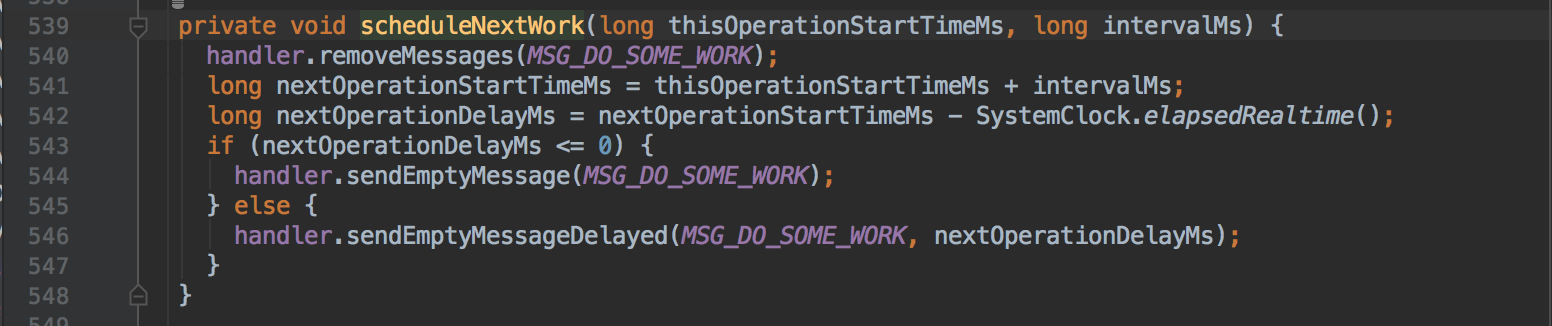 539 private void scheduleNextWork(long thisOperationStartTimeMs, long intervalMs) {
540 handler.removeMessages(MSG_DO_SOME_WORK);
541 long nextOperationStartTimeMs = thisOperationStartTimeMs + intervalMs;
542 long nextOperationDelayMs = nextOperationStartTimeMs - SystemClock.elapsedRealtime();
543 if (nextOperationDelayMs <= 0) {
544 handler.sendEmptyMessage(MSG_DO_SOME_WORK);
545 } else {
546 handler.sendEmptyMessageDelayed(MSG_DO_SOME_WORK, nextOperationDelayMs);
547 }
548 }